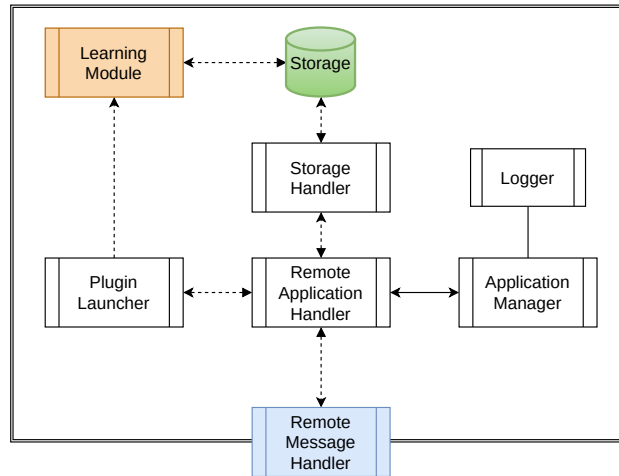 Learning
Module
Storage
Storage
Handler
Logger
Plugin
Launcher
Remote
Application
Handler
Application
Manager
Remote
Message
Handler